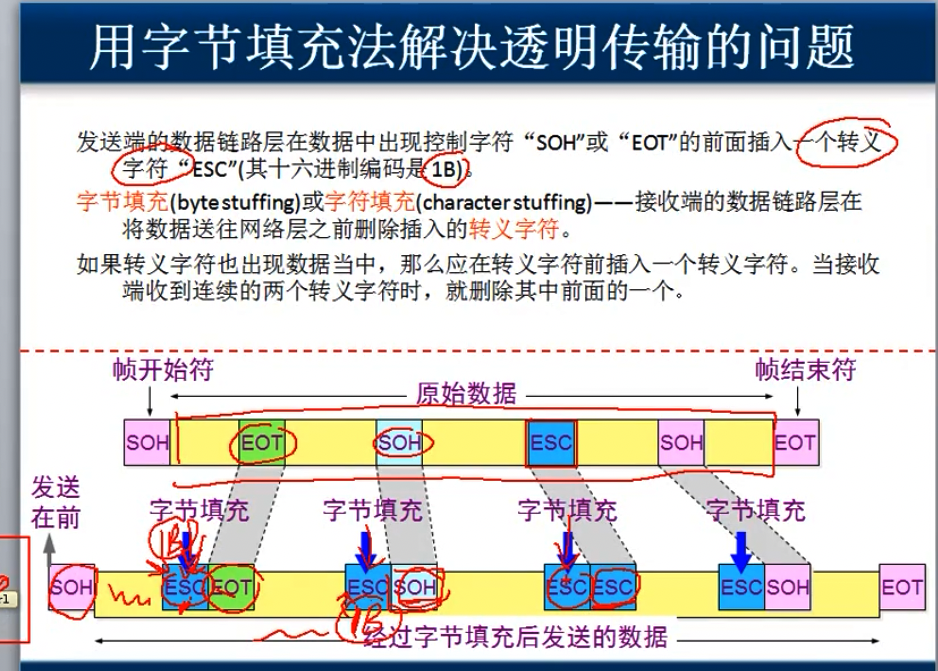 用字节填充法解决透明传输的问题
发送端的数据链路层在数据中出现控制字符“SOH”或“EOT”的前面插入一个转义
字符“ESC”(其十六进制编码是1B)。
字节填充(byte stuffing)或字符填充(character stuffing)——接收端的数据链路层在
将数据送往网络层之前删除插入的转义字符。
如果转义字符也出现数据当中，那么应在转义字符前插入一个转义字符。当接收
端收到连续的两个转义字符时，就删除其中前面的一个。
帧开始符 原始数据 帧结束符
SOH EOT SOH ESC SOH EOT
发送
在前
字节填充 字节填充 字节填充 字节填充
1B
SOH ESC EOT ESC SOH ESC ESC ESC SOH EOT
1B
经过字节填充后发送的数据